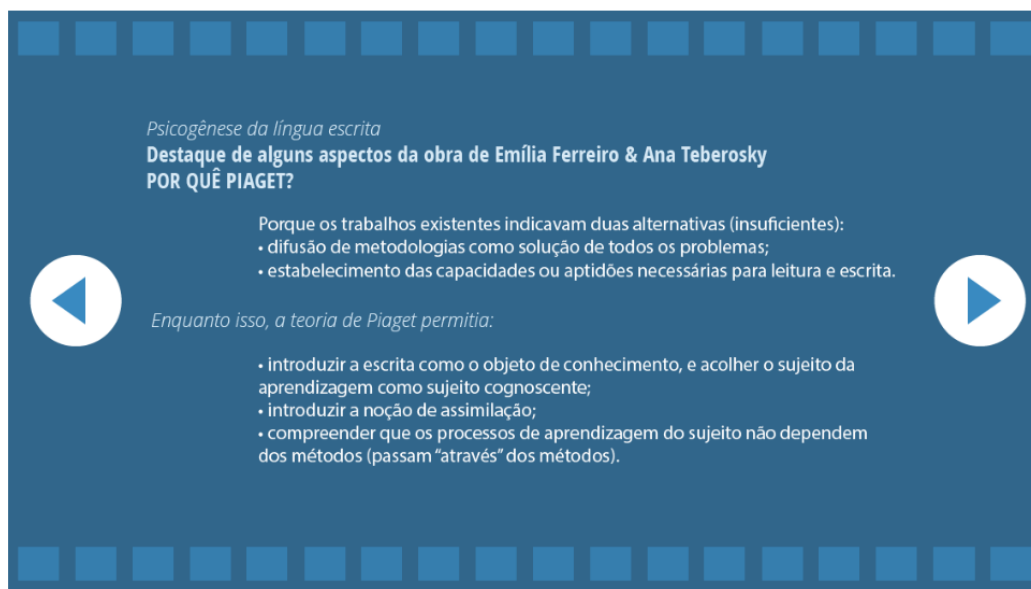 Psicogênese da língua escrita
Destaque de alguns aspectos da obra de Emília Ferreiro & Ana Teberosky
POR QUÊ PIAGET?
Porque os trabalhos existentes indicavam duas alternativas (insuficientes):
• difusão de metodologias como solução de todos os problemas;
• estabelecimento das capacidades ou aptidões necessárias para leitura e escrita.
Enquanto isso, a teoria de Piaget permitia:
• introduzir a escrita como o objeto de conhecimento, e acolher o sujeito da
aprendizagem como sujeito cognoscente;
• introduzir a noção de assimilação;
• compreender que os processos de aprendizagem do sujeito não dependem
dos métodos (passam “através” dos métodos).